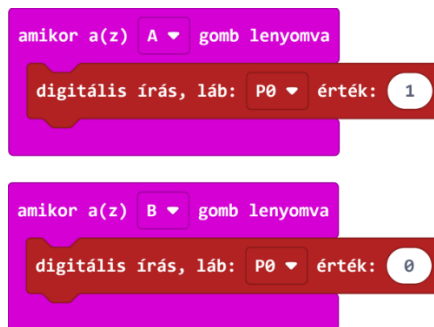 amikor a(z) A gomb lenyomva
digitális írás, láb: P0 érték: 1
amikor a(z) B gomb lenyomva
digitális írás, láb: P0 érték: 0